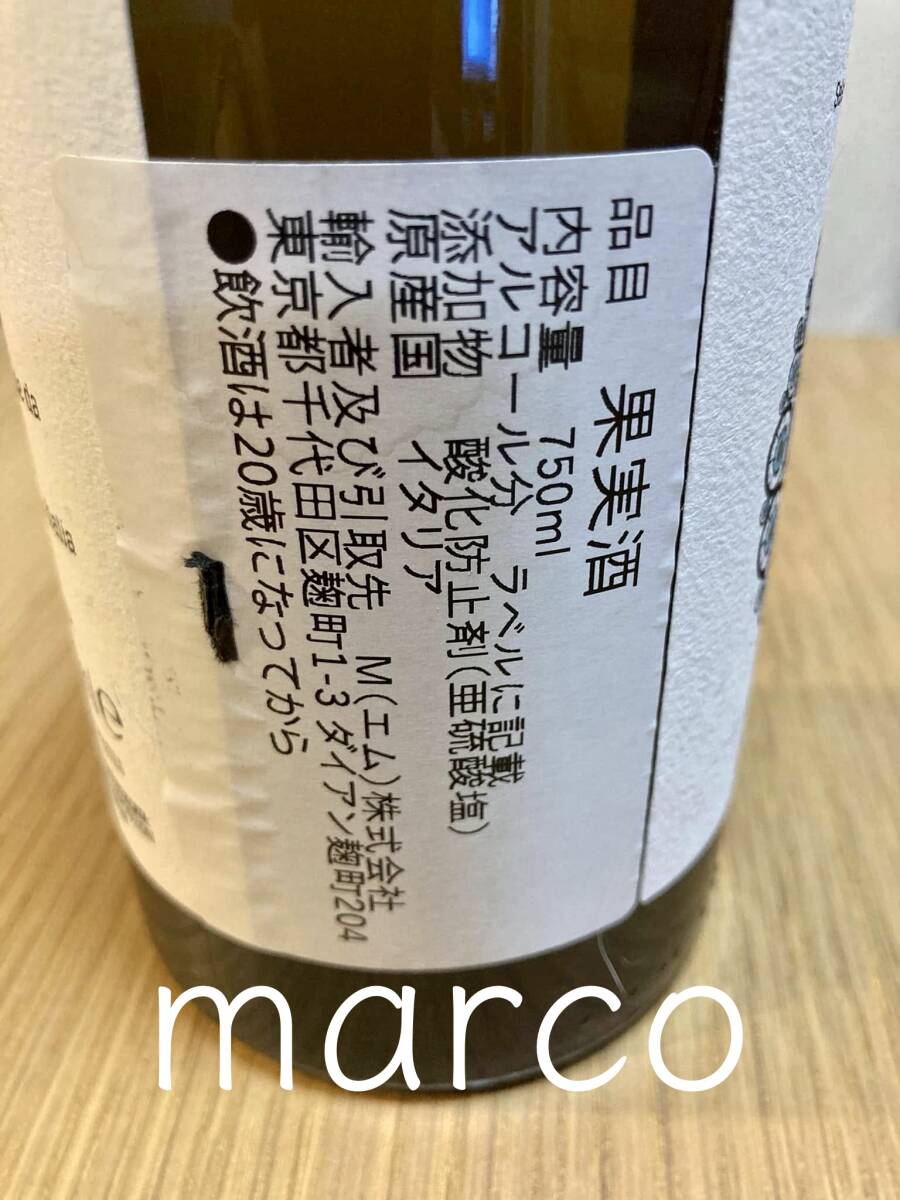 品目 果実酒
内容量 750ml
アルコール分 ラベルに記載
添加物 酸化防止剤(亜硫酸塩)
原産国 イタリア
輸入者及び引取先 M(エム)株式会社
東京都千代田区麹町1-3ダイアン麹町204
●飲酒は20歳になってから
marco